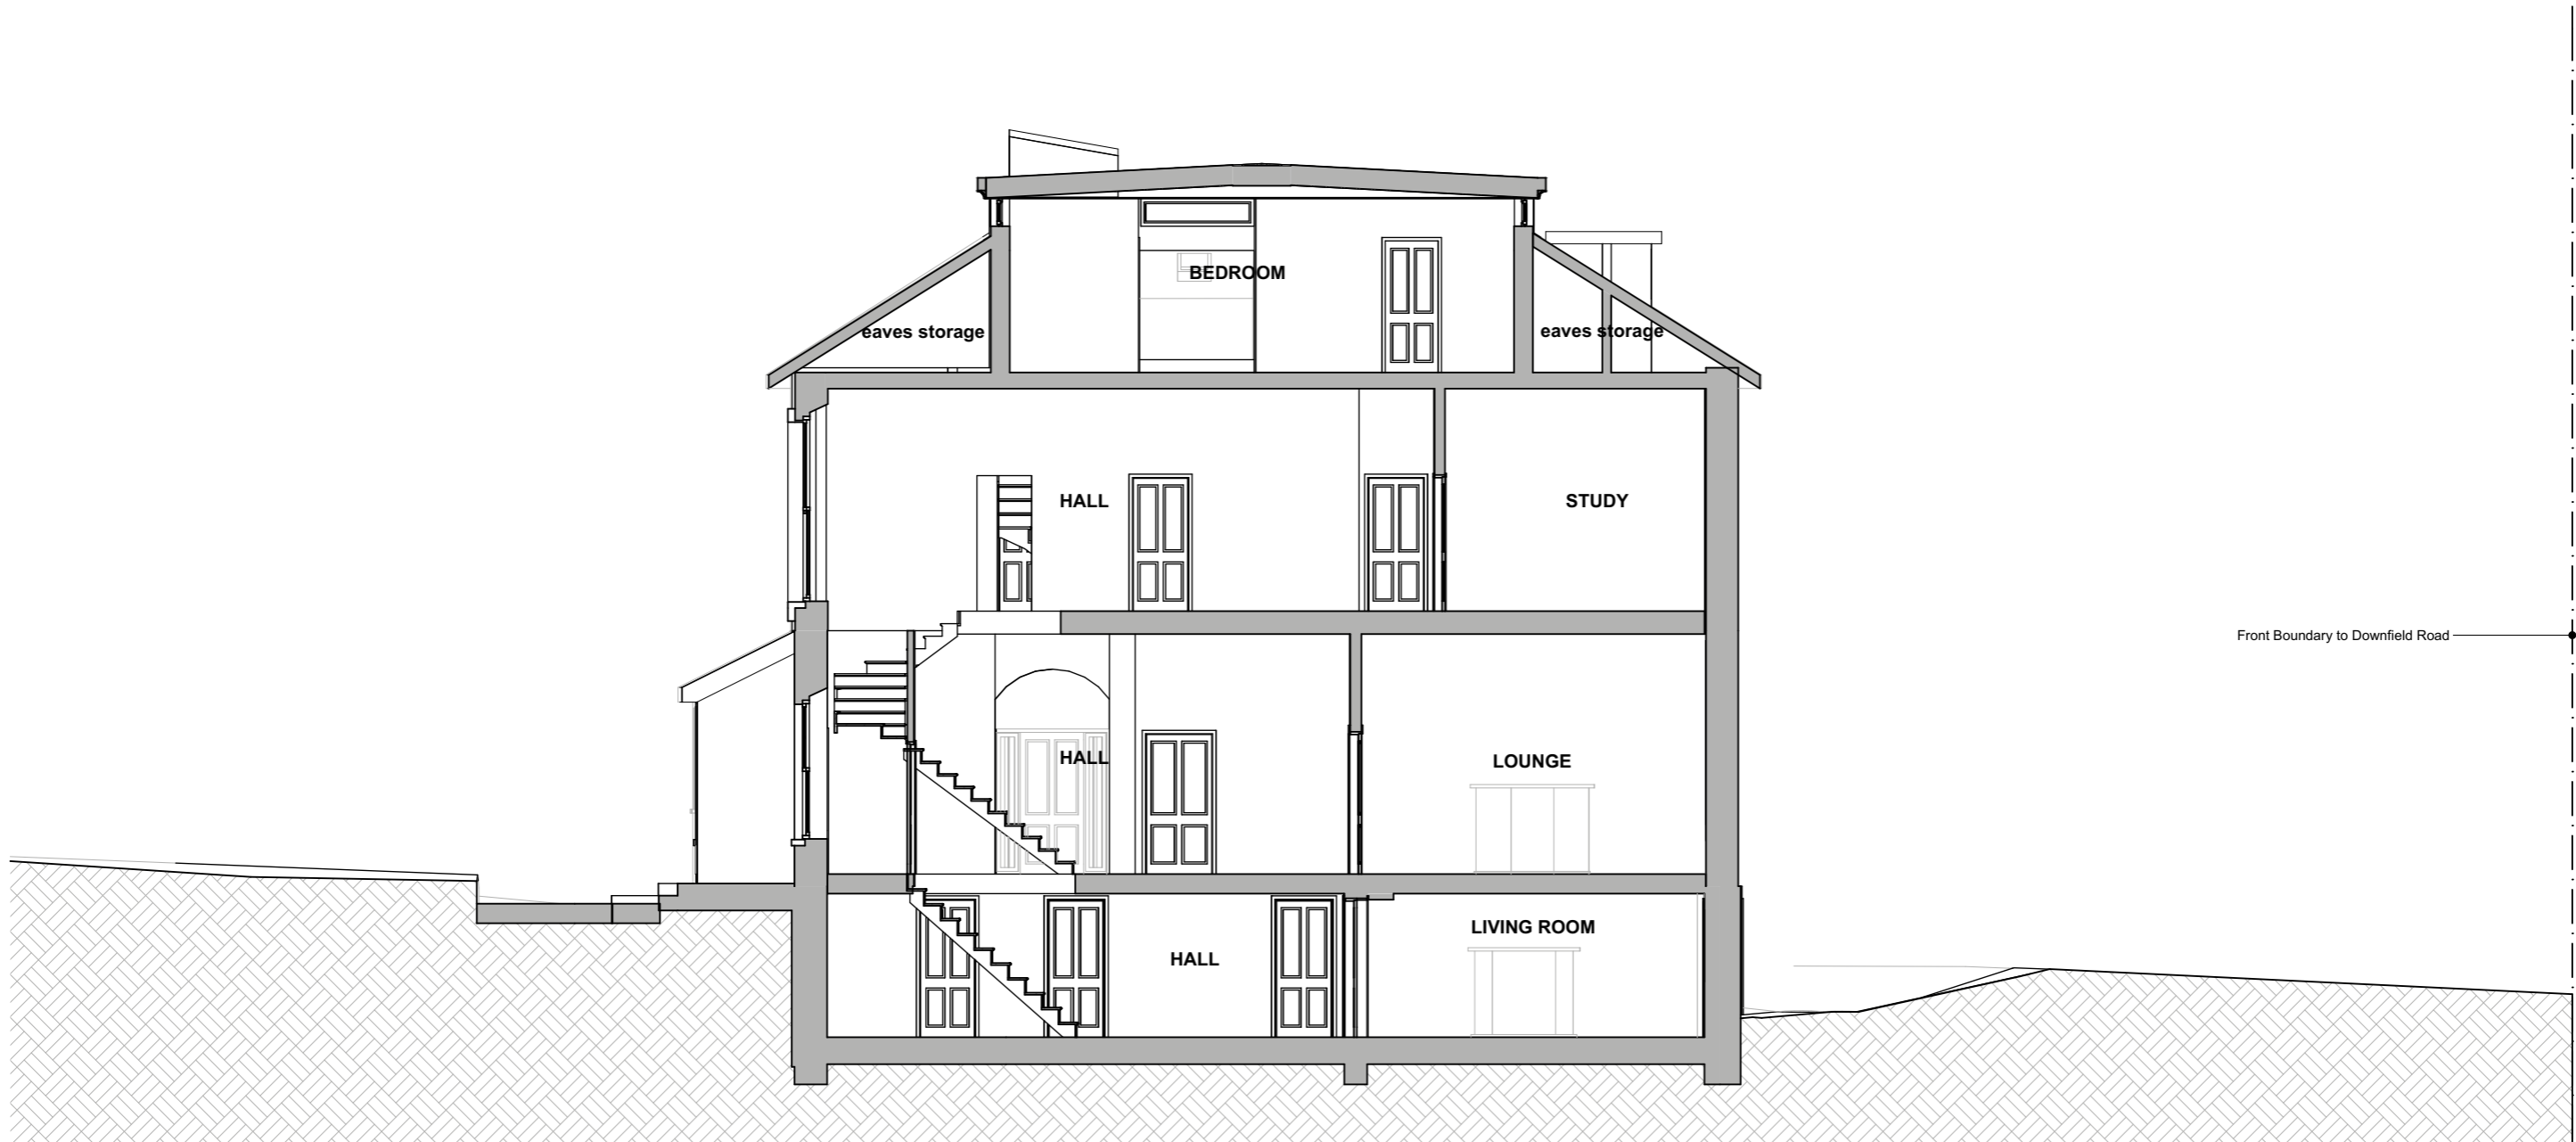 BEDROOM
eaves storage
eaves storage
HALL
STUDY
Front Boundary to Downfield Road
HALL
LOUNGE
LIVING ROOM
HALL